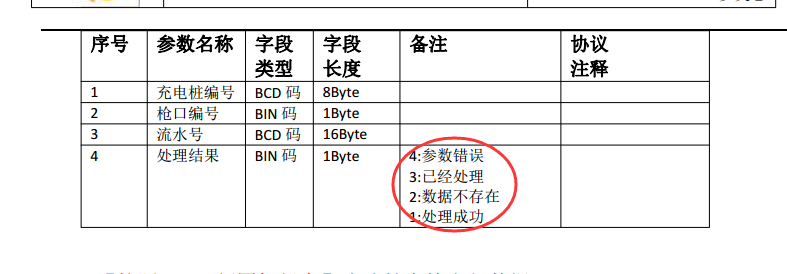 序号 参数名称 字段类型 字段长度 备注 协议注释
1 充电桩编号 BCD 码 8Byte
2 枪口编号 BIN 码 1Byte
3 流水号 BCD 码 16Byte
4 处理结果 BIN 码 1Byte 4:参数错误
3:已经处理
2:数据不存在
1:处理成功